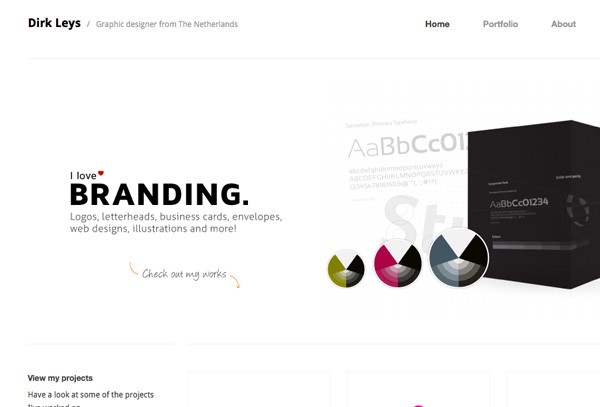 Dirk Leys / Graphic designer from The Netherlands
Home Portfolio About
AaBbCc012
AaBbCc01234
I love
BRANDING.
Logos, letterheads, business cards, envelopes,
web designs, illustrations and more!
Check out my works
View my projects
Have a look at some of the projects
I've worked on